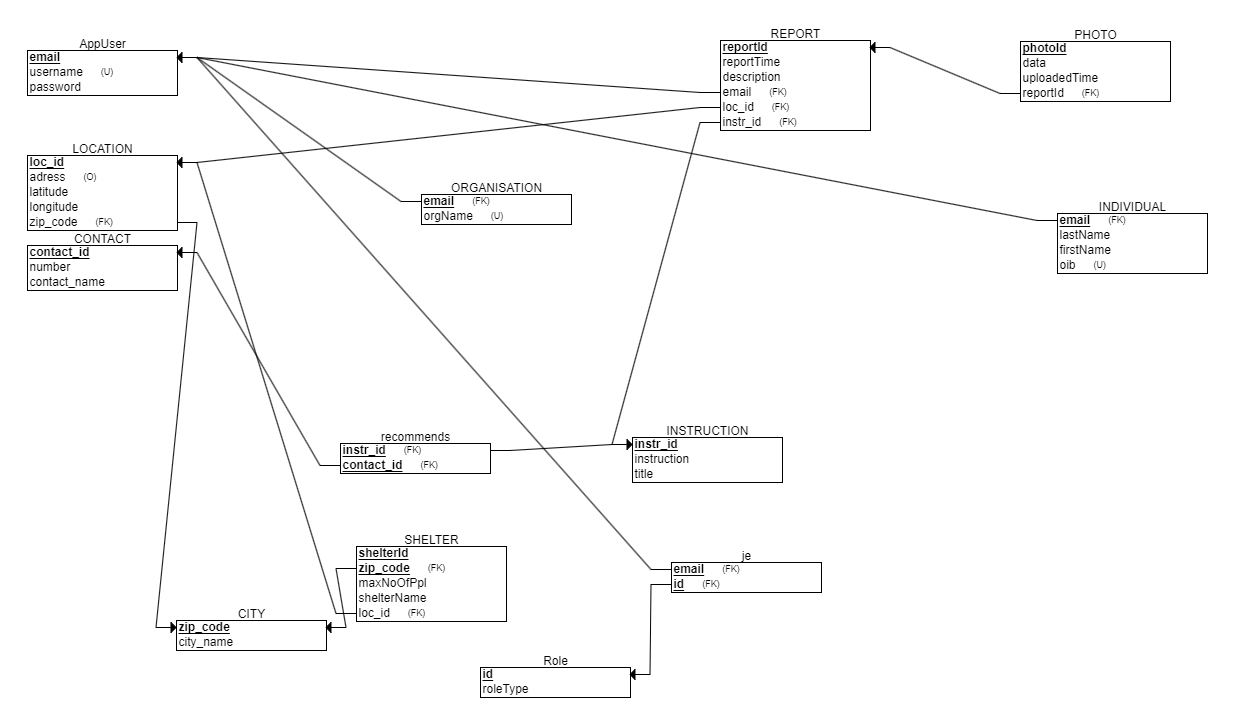 AppUser
email
username (U)
password
REPORT
reportId
reportTime
description
email (FK)
loc_id (FK)
instr_id (FK)
PHOTO
photoId
data
uploadedTime
reportId (FK)
LOCATION
loc_id
adress (O)
latitude
longitude
zip_code (FK)
ORGANISATION
email (FK)
orgName (U)
INDIVIDUAL
email (FK)
lastName
firstName
oib (U)
CONTACT
contact_id
number
contact_name
recommends
instr_id (FK)
contact_id (FK)
INSTRUCTION
instr_id
instruction
title
SHELTER
shelterId
zip_code (FK)
maxNoOfPpl
shelterName
loc_id (FK)
je
email (FK)
id (FK)
CITY
zip_code
city_name
Role
id
roleType